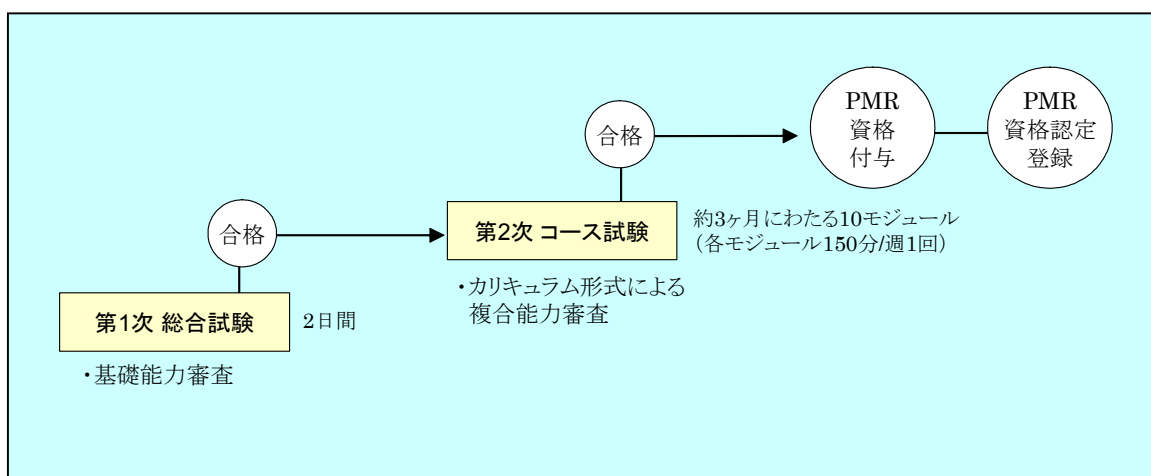 第1次 総合試験
2日間
・基礎能力審査
合格
第2次 コース試験
約3ヶ月にわたる10モジュール
（各モジュール150分/週1回）
・カリキュラム形式による
複合能力審査
合格
PMR
資格
付与
PMR
資格認定
登録